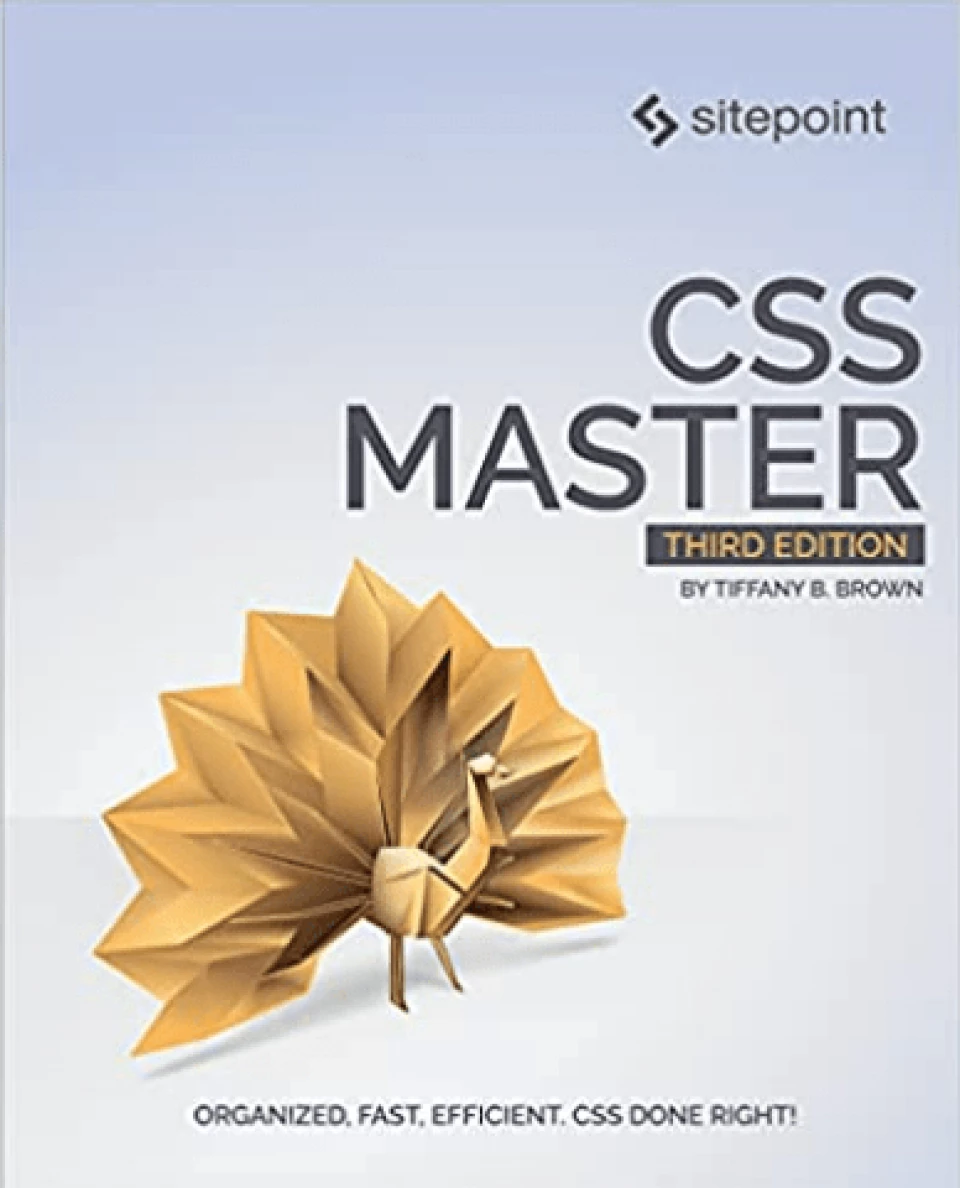 sitepoint
CSS
MASTER
THIRD EDITION
BY TIFFANY B. BROWN
ORGANIZED, FAST, EFFICIENT. CSS DONE RIGHT!